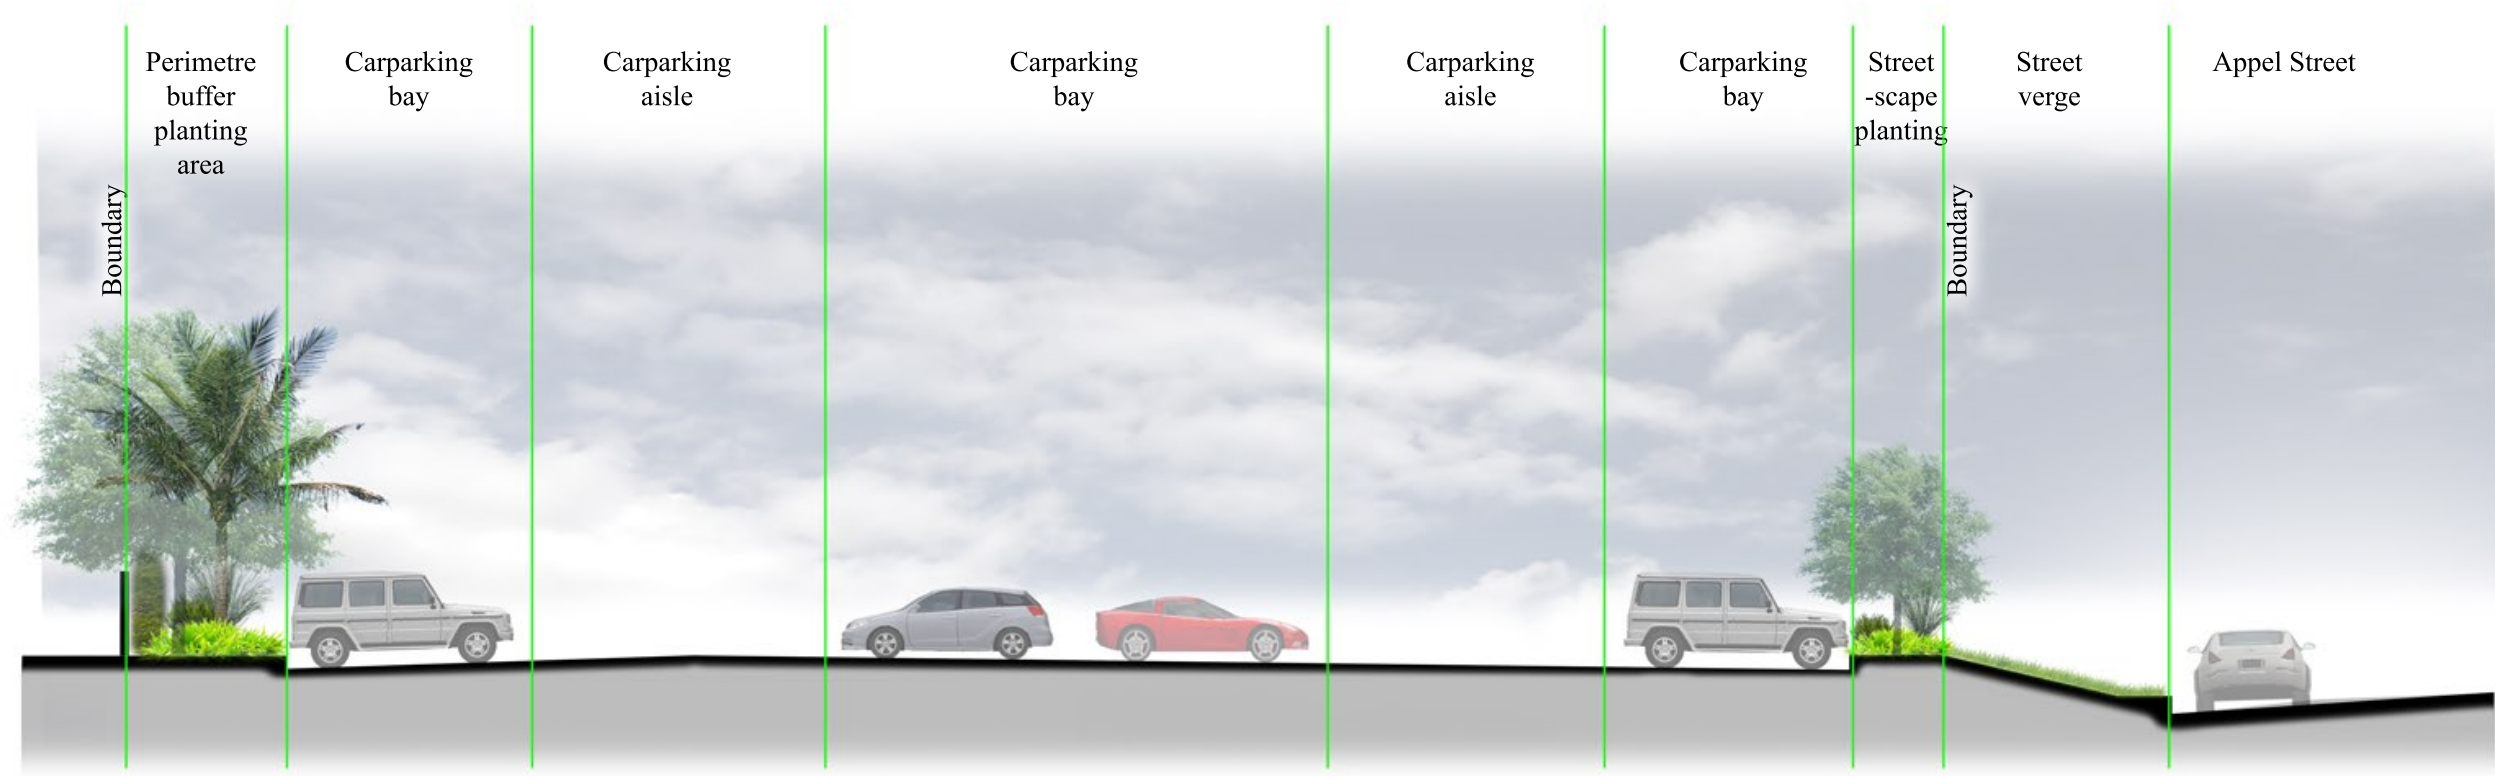 Perimetre
buffer
planting
area
Carparking
bay
Carparking
aisle
Carparking
bay
Carparking
aisle
Carparking
bay
Street
-scape
planting
Street
verge
Appel Street
Boundary
Boundary